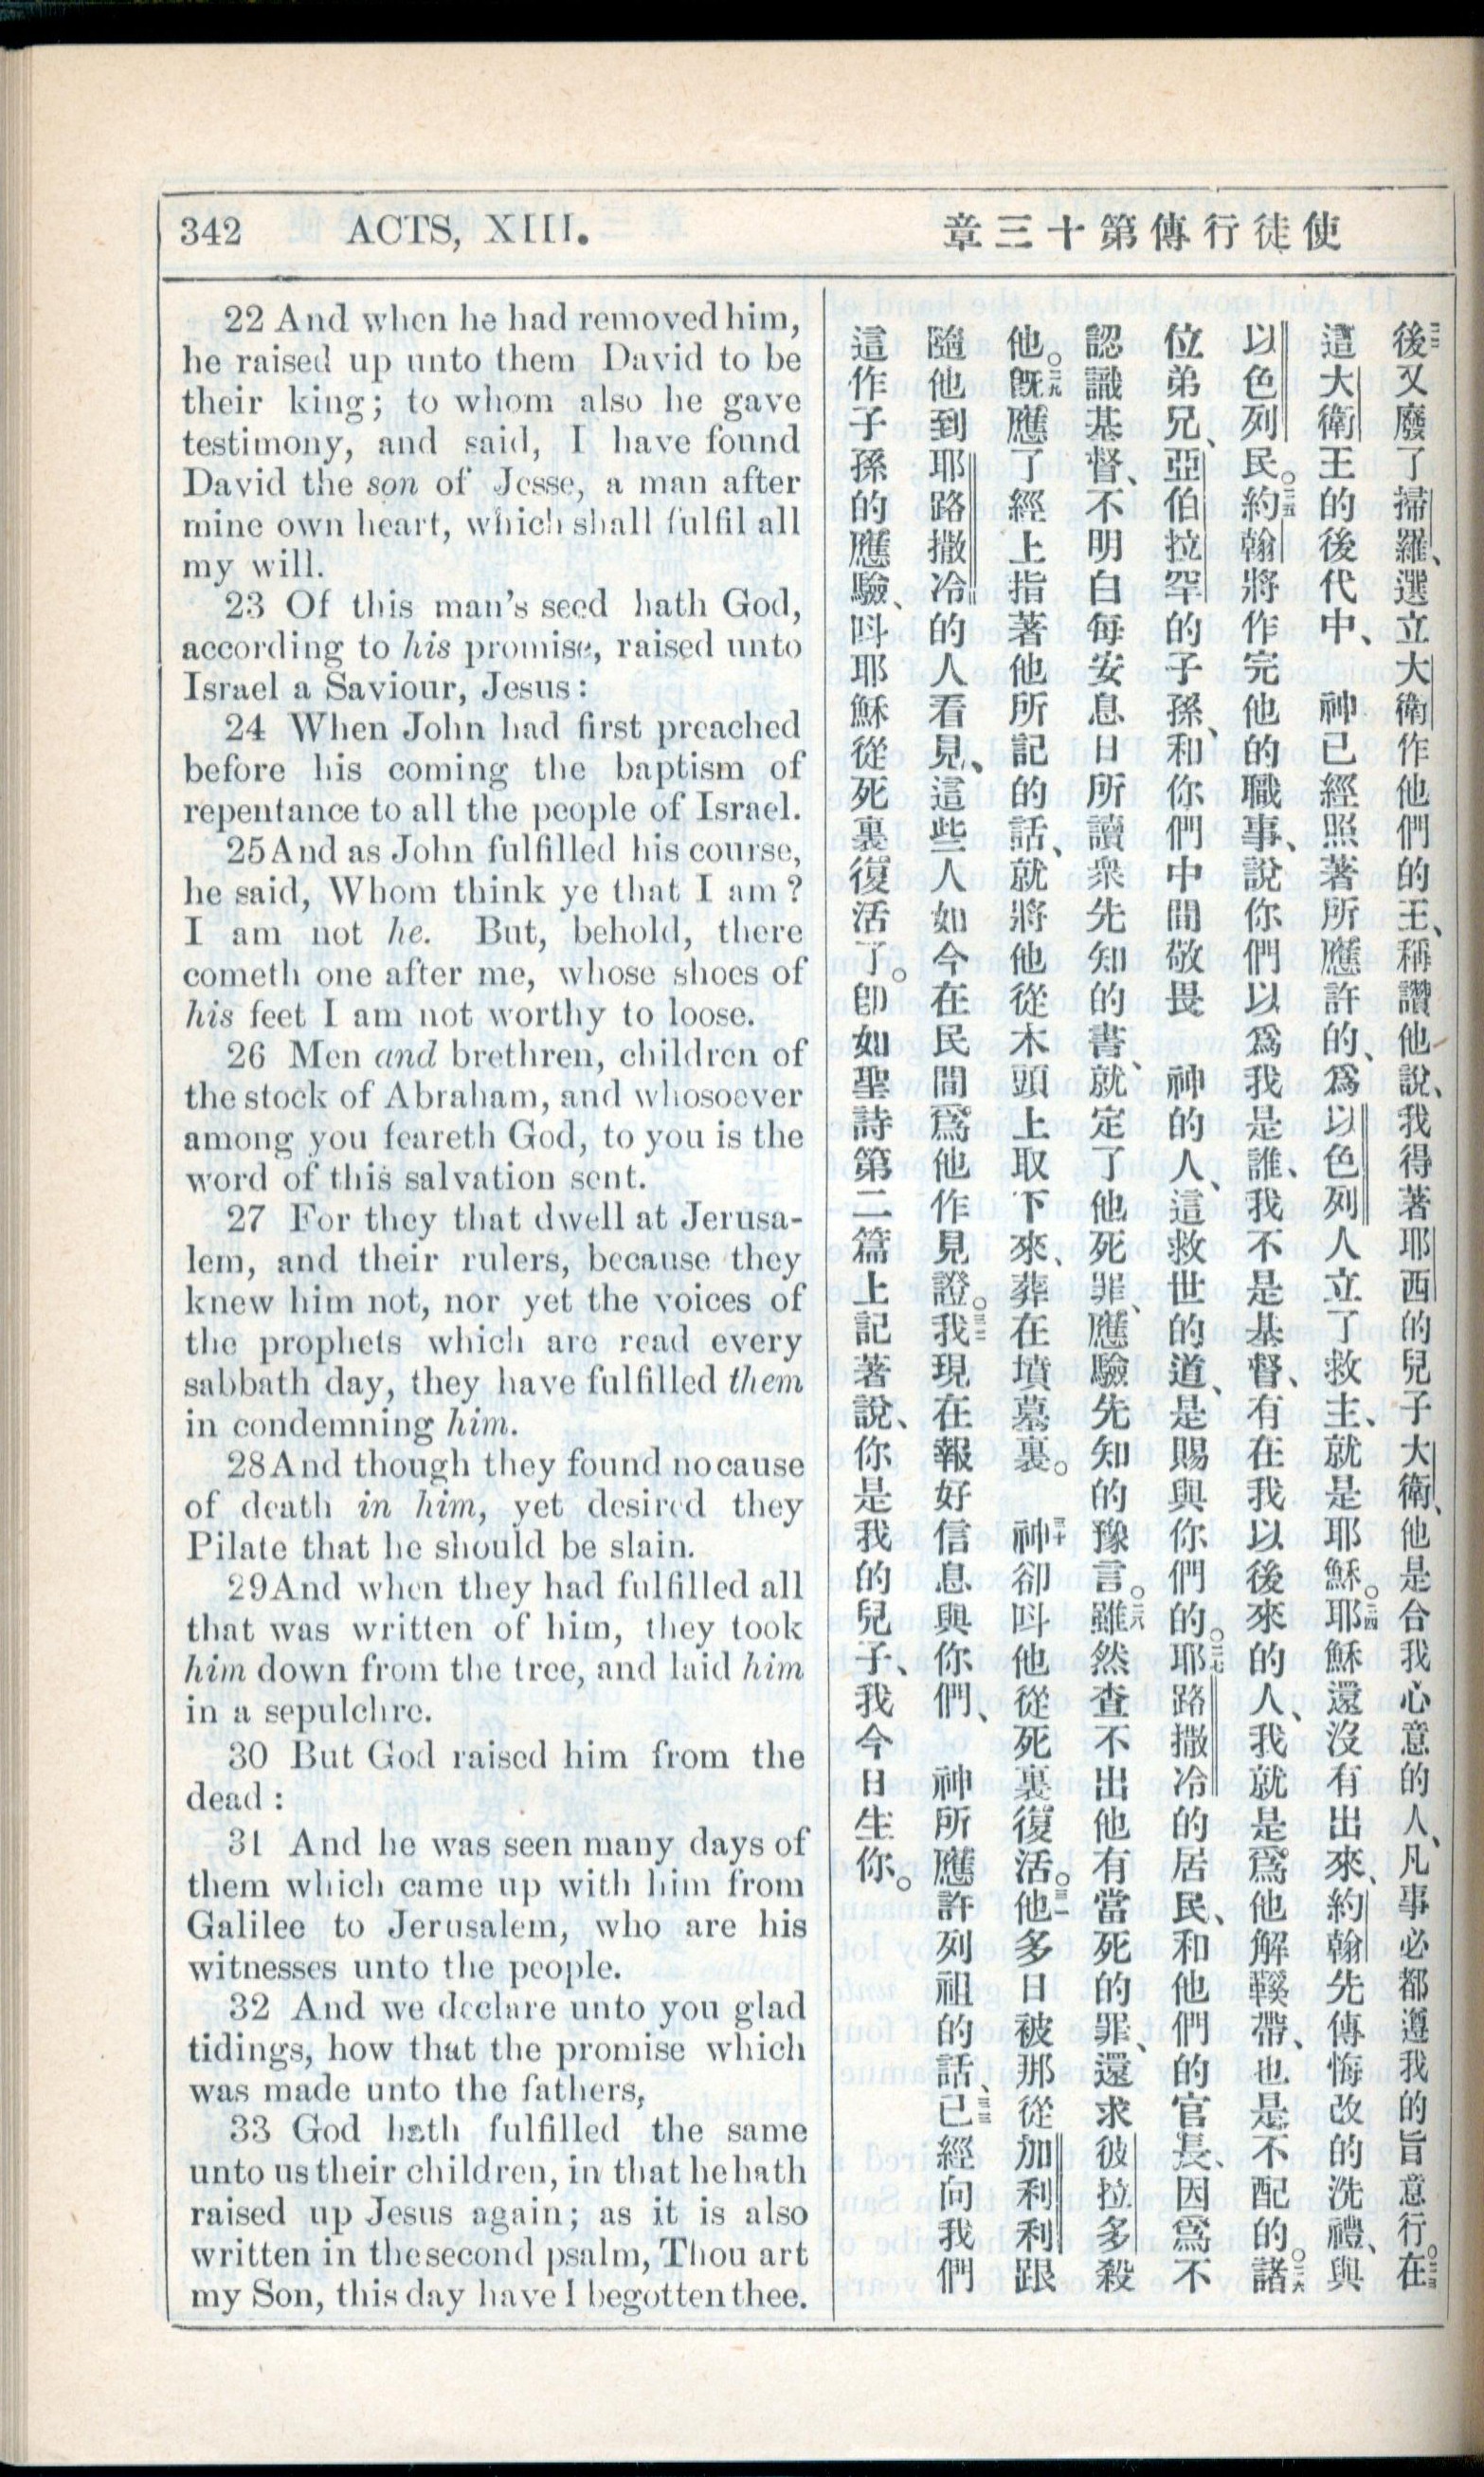 342 ACTS, XIII.
使徒行傳第十三章
22 And when he had removed him,
he raised up unto them David to be
their king; to whom also he gave
testimony, and said, I have found
David the son of Jesse, a man after
mine own heart, which shall fulfil all
my will.
23 Of this man's seed hath God,
according to his promise, raised unto
Israel a Saviour, Jesus:
24 When John had first preached
before his coming the baptism of
repentance to all the people of Israel.
25 And as John fulfilled his course,
he said, Whom think ye that I am?
I am not he. But, behold, there
cometh one after me, whose shoes of
his feet I am not worthy to loose.
26 Men and brethren, children of
the stock of Abraham, and whosoever
among you feareth God, to you is the
word of this salvation sent.
27 For they that dwell at Jerusa-
lem, and their rulers, because they
knew him not, nor yet the voices of
the prophets which are read every
sabbath day, they have fulfilled them
in condemning him.
28 And though they found no cause
of death in him, yet desired they
Pilate that he should be slain.
29 And when they had fulfilled all
that was written of him, they took
him down from the tree, and laid him
in a sepulchre.
30 But God raised him from the
dead:
31 And he was seen many days of
them which came up with him from
Galilee to Jerusalem, who are his
witnesses unto the people.
32 And we declare unto you glad
tidings, how that the promise which
was made unto the fathers,
33 God hath fulfilled the same
unto us their children, in that he hath
raised up Jesus again; as it is also
written in the second psalm, Thou art
my Son, this day have I begotten thee.
二二後又廢了掃羅、選立大衛作他們的王、稱讚他說、我得著耶西的兒子大衛、他是合我心意的人、凡事必都遵我的旨意行。二三在
這大衛王的後代中、神已經照著所應許的、爲以色列人立了救主、就是耶穌。二四耶穌還沒有出來、約翰先傳悔改的洗禮、與
以色列民。二五約翰將作完他的職事、說你們以爲我是誰、我不是基督、有在我以後來的人、我就是爲他解鞵帶、也是不配的。二六諸
位弟兄、亞伯拉罕的子孫、和你們中間敬畏 神的人、這救世的道、是賜與你們的。二七耶路撒冷的居民、和他們的官長、因爲不
認識基督、不明白每安息日所讀衆先知的書、就定了他死罪、應驗先知的豫言。二八雖然查不出他有當死的罪、還求彼拉多殺
他。二九旣應了經上指著他所記的話、就將他從木頭上取下來、葬在墳墓裏。三十神卻叫他從死裏復活。三一他多日被那從加利利跟
隨他到耶路撒冷的人看見、這些人如今在民間爲他作見證。三二我現在報好信息與你們、神所應許列祖的話、三三已經向我們
這作子孫的應驗、叫耶穌從死裏復活了。卽如聖詩第二篇上記著說、你是我的兒子、我今日生你。